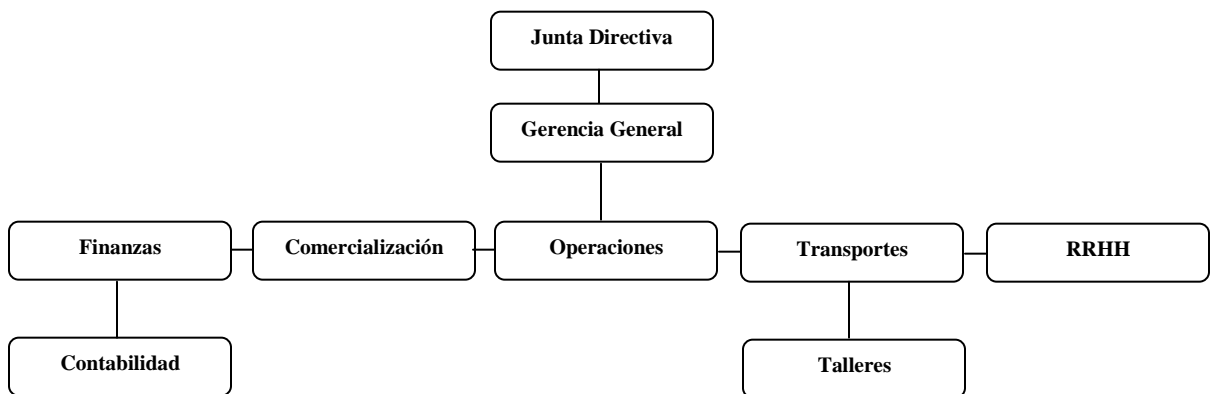 Junta Directiva
Gerencia General
Finanzas
Comercialización
Operaciones
Transportes
RRHH
Contabilidad
Talleres